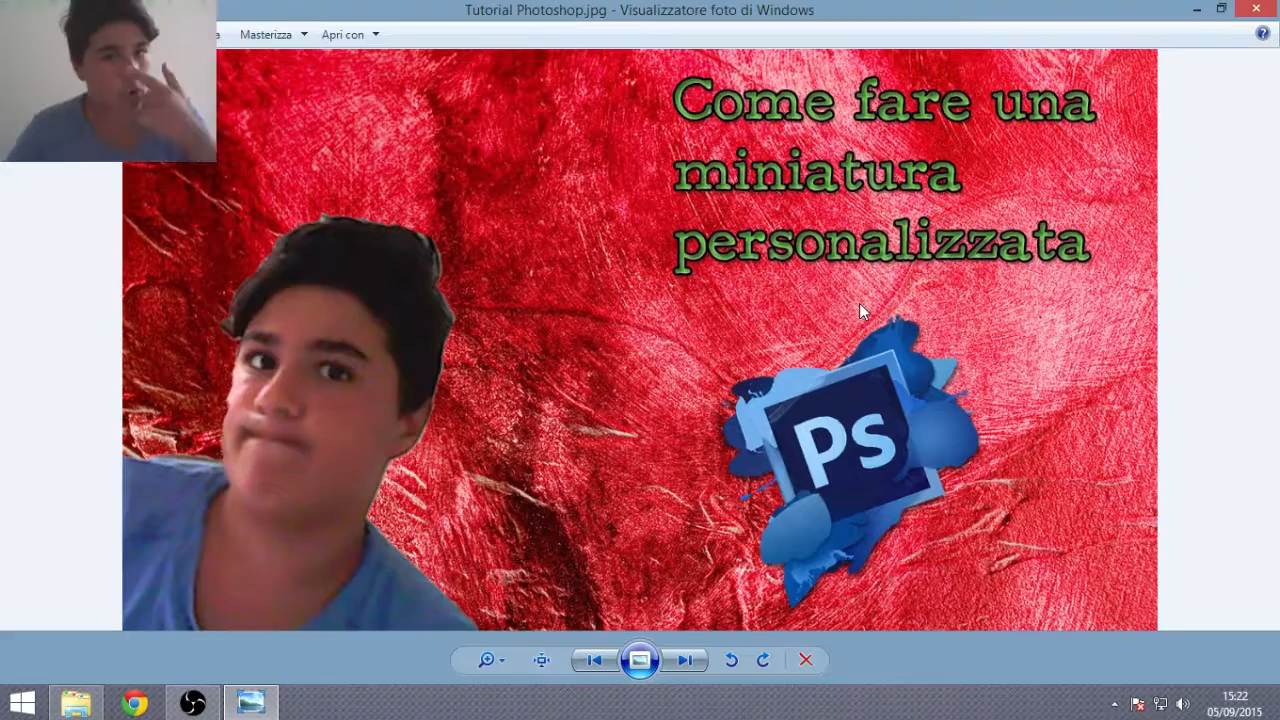 Tutorial Photoshop.jpg - Visualizzatore foto di Windows
a Masterizza Apri con
Come fare una
miniatura
personalizzata
PS
15:22
05/09/2015